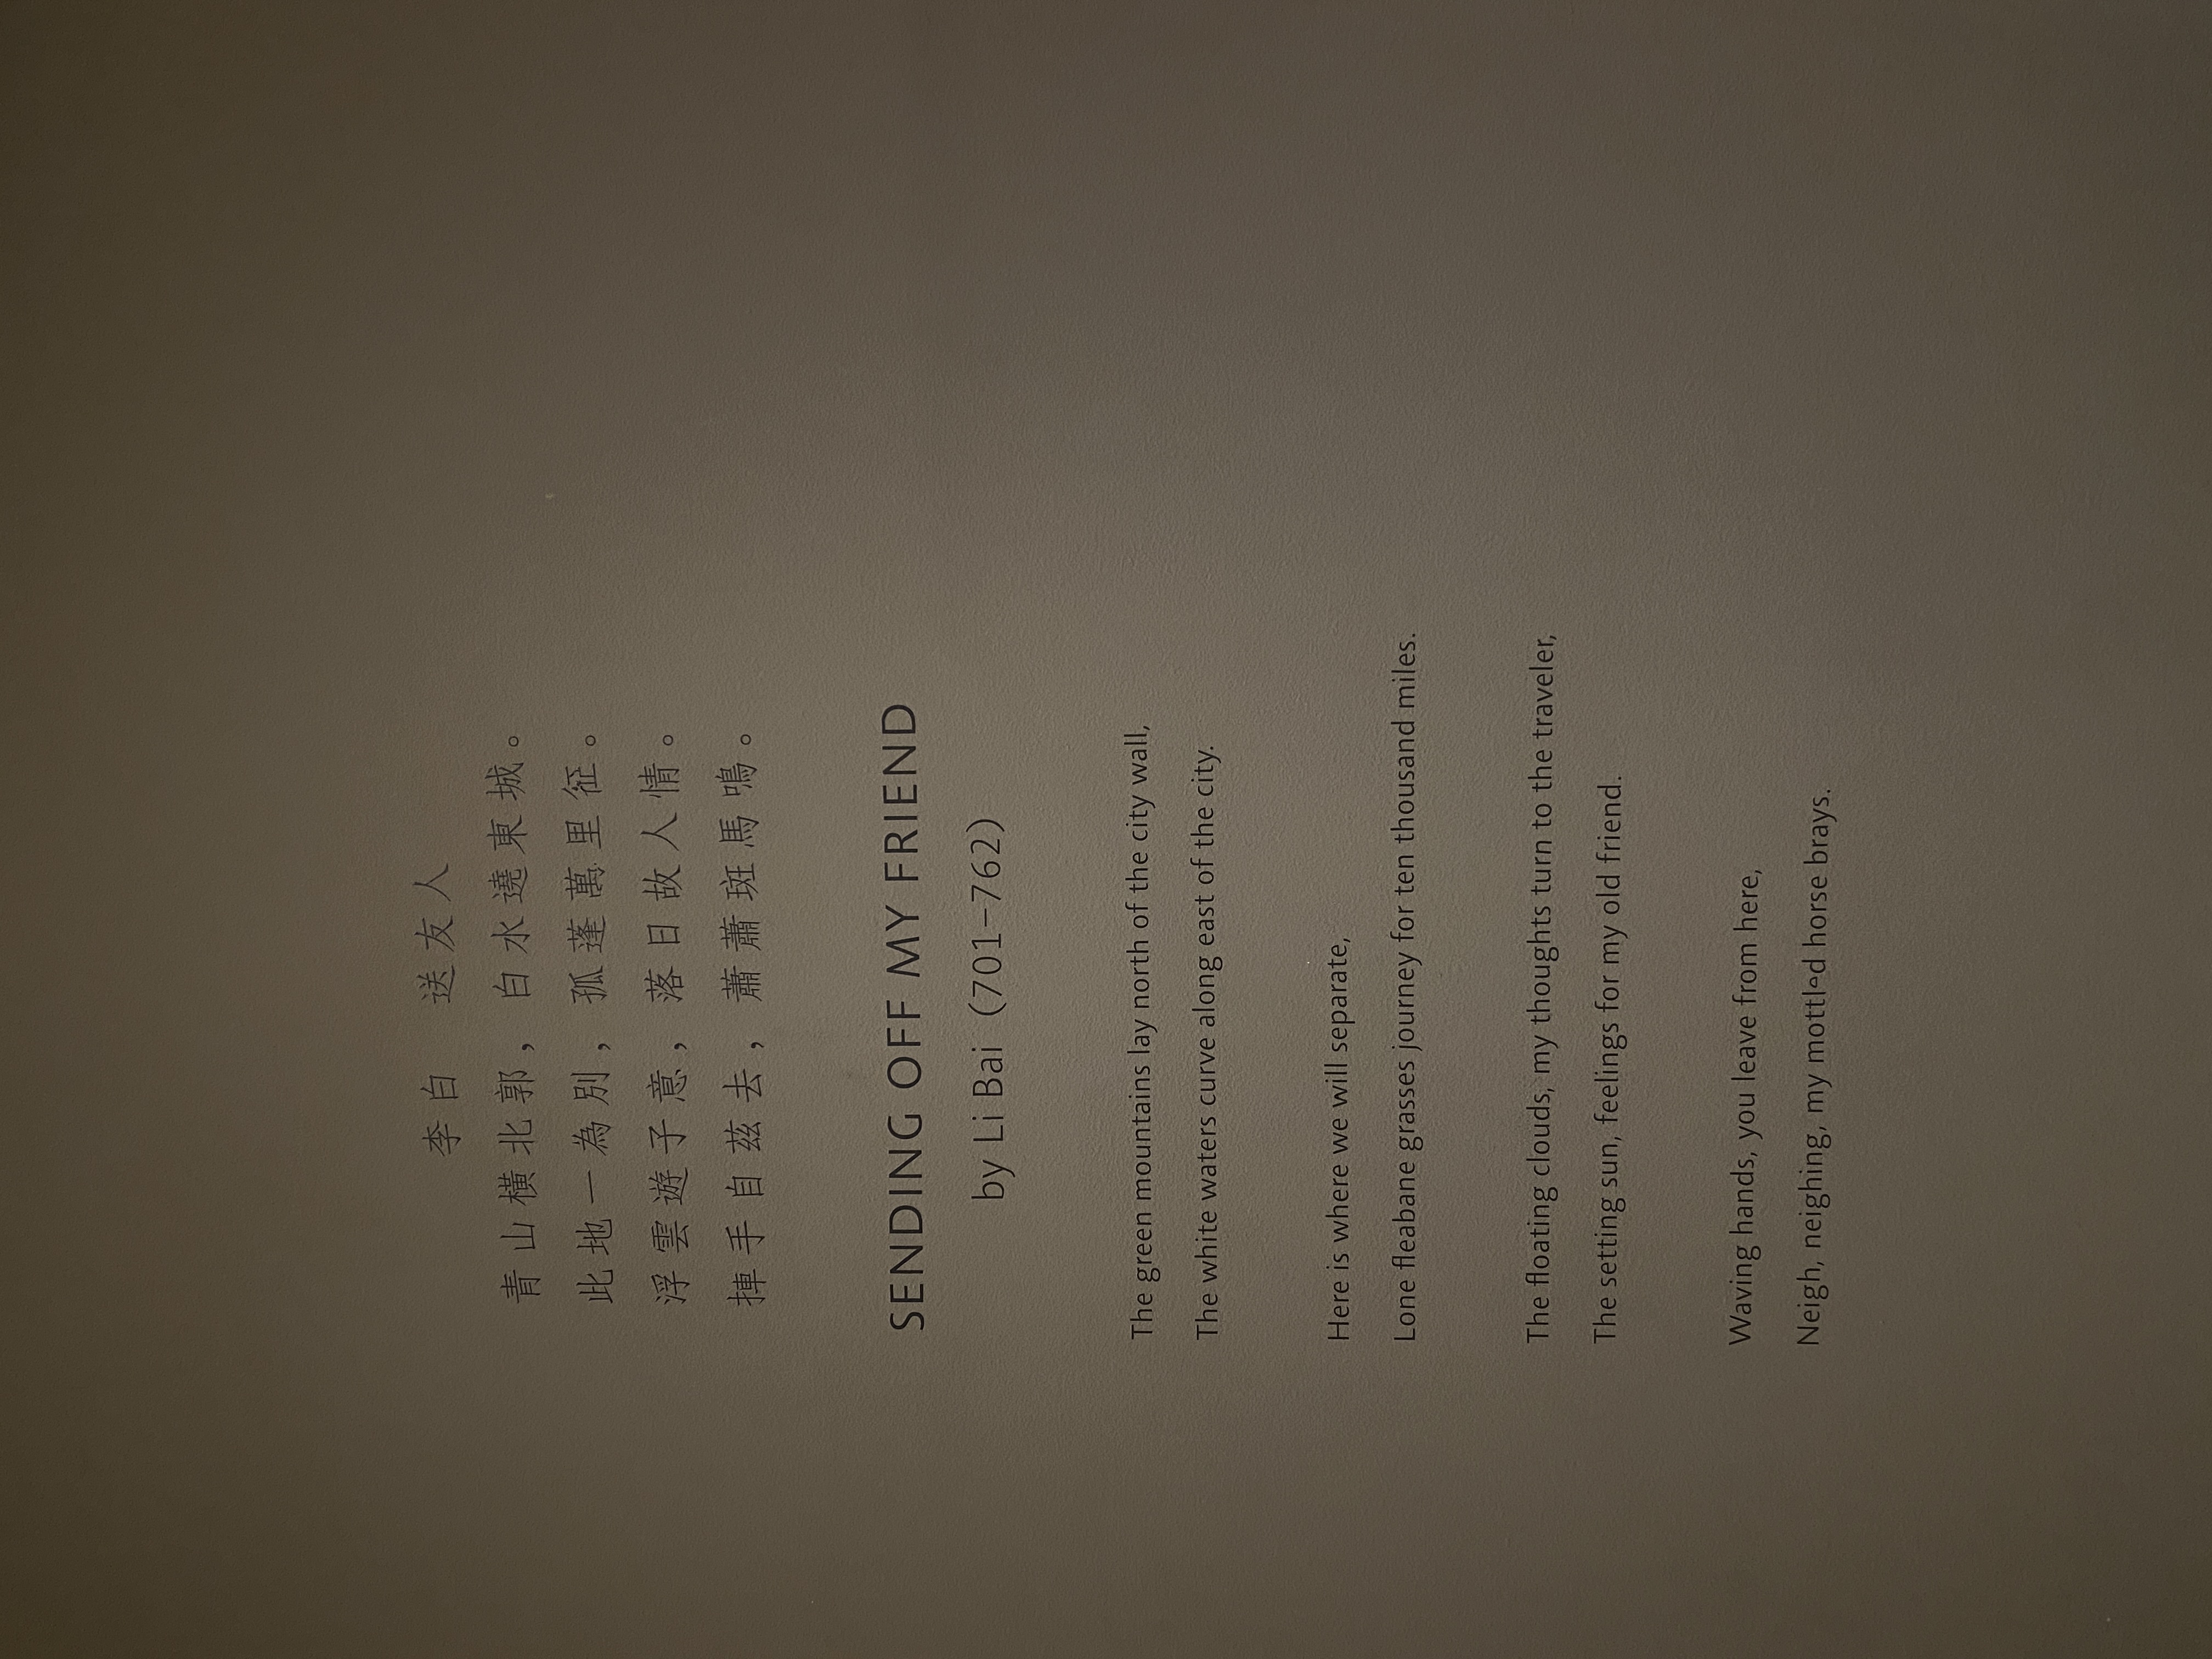 李白 送友人
青山橫北郭，白水遶東城。
此地一為別，孤蓬萬里征。
浮雲遊子意，落日故人情。
揮手自茲去，蕭蕭斑馬鳴。
SENDING OFF MY FRIEND
by Li Bai (701–762)
The green mountains lay north of the city wall,
The white waters curve along east of the city.
Here is where we will separate,
Lone fleabane grasses journey for ten thousand miles.
The floating clouds, my thoughts turn to the traveler,
The setting sun, feelings for my old friend.
Waving hands, you leave from here,
Neigh, neighing, my mottled horse brays.